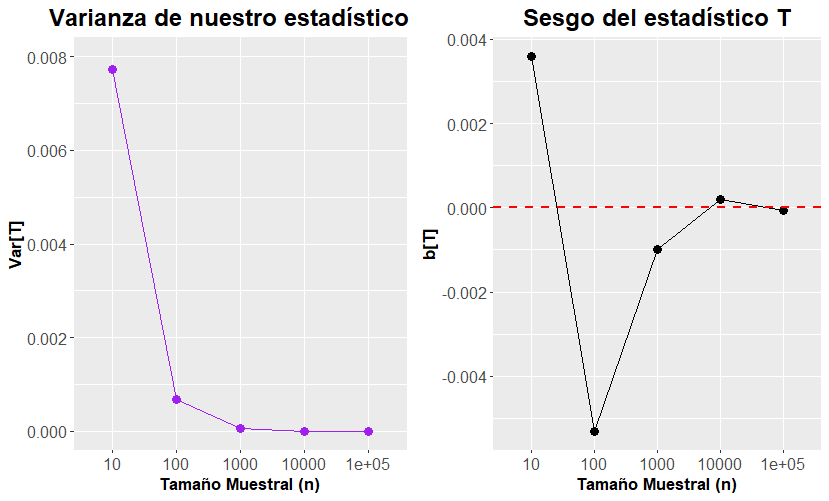 Varianza de nuestro estadístico
Var[T]
0.008
0.006
0.004
0.002
0.000
10 100 1000 10000 1e+05
Tamaño Muestral (n)
Sesgo del estadístico T
b[T]
0.004
0.002
0.000
-0.002
-0.004
10 100 1000 10000 1e+05
Tamaño Muestral (n)